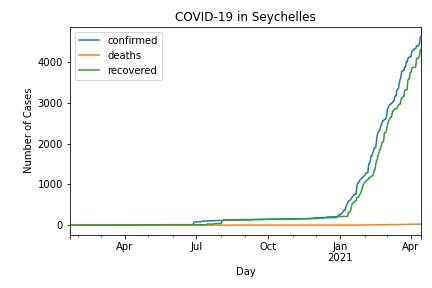 COVID-19 in Seychelles
confirmed
deaths
recovered
Number of Cases
4000
3000
2000
1000
0
Apr
Jul
Oct
Jan
2021
Apr
Day